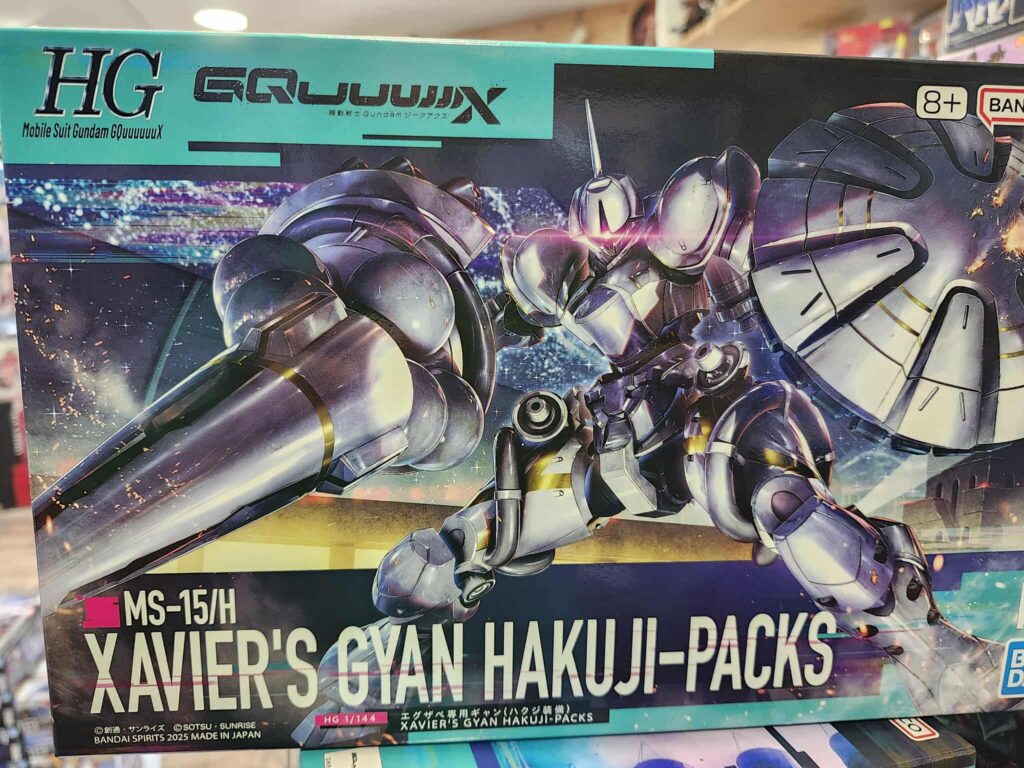 HG
Mobile Suit Gundam GQuuuuuuX
GQuuuuuuX
機動戦士Gundam ジークアクス
8+
BAN
MS-15/H
XAVIER'S GYAN HAKUJI-PACKS
HG 1/144
エグザベ専用ギャン(ハクジ装備)
XAVIER'S GYAN HAKUJI-PACKS
©創通・サンライズ ©SOTSU・SUNRISE
BANDAI SPIRITS 2025 MADE IN JAPAN